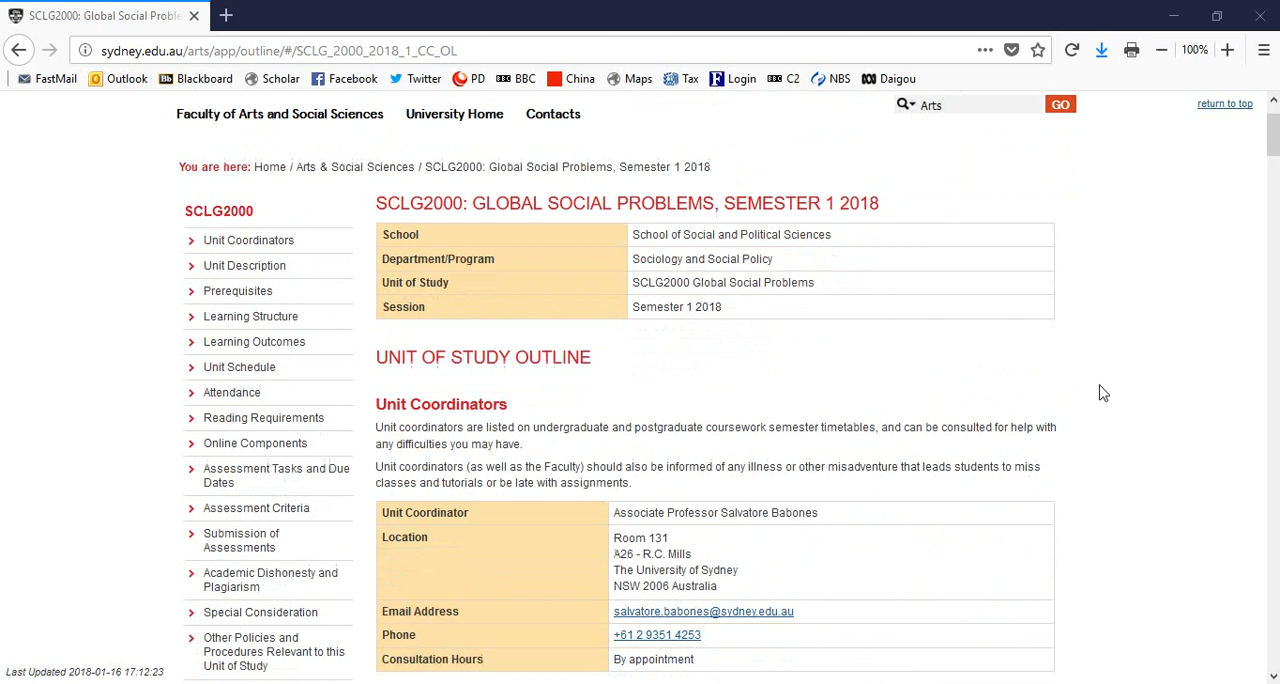 SCLG2000: Global Social Proble
sydney.edu.au/arts/app/outline/#/SCLG_2000_2018_1_CC_OL
100%
FastMail Outlook Bb Blackboard Scholar Facebook Twitter PD BBC BBC China Maps Tax F Login BBC C2 NBS Daigou
Faculty of Arts and Social Sciences University Home Contacts
Arts GO
return to top
You are here: Home / Arts & Social Sciences / SCLG2000: Global Social Problems, Semester 1 2018
SCLG2000
Unit Coordinators
Unit Description
Prerequisites
Learning Structure
Learning Outcomes
Unit Schedule
Attendance
Reading Requirements
Online Components
Assessment Tasks and Due
Dates
Assessment Criteria
Submission of
Assessments
Academic Dishonesty and
Plagiarism
Special Consideration
Other Policies and
Procedures Relevant to this
Unit of Study
SCLG2000: GLOBAL SOCIAL PROBLEMS, SEMESTER 1 2018
School School of Social and Political Sciences
Department/Program Sociology and Social Policy
Unit of Study SCLG2000 Global Social Problems
Session Semester 1 2018
UNIT OF STUDY OUTLINE
Unit Coordinators
Unit coordinators are listed on undergraduate and postgraduate coursework semester timetables, and can be consulted for help with
any difficulties you may have.
Unit coordinators (as well as the Faculty) should also be informed of any illness or other misadventure that leads students to miss
classes and tutorials or be late with assignments.
Unit Coordinator Associate Professor Salvatore Babones
Location Room 131
A26 - R.C. Mills
The University of Sydney
NSW 2006 Australia
Email Address salvatore.babones@sydney.edu.au
Phone +61 2 9351 4253
Consultation Hours By appointment
Last Updated 2018-01-16 17:12:23